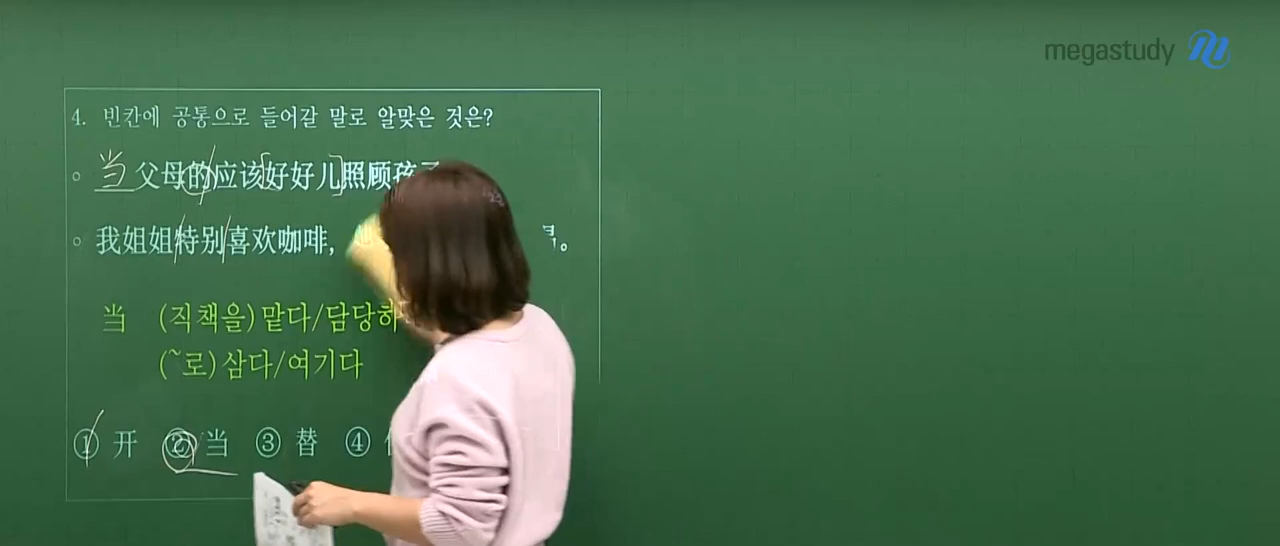 megastudy
4. 빈칸에 공통으로 들어갈 말로 알맞은 것은?
○ 当父母的应该好好儿照顾孩
○ 我姐姐特别喜欢咖啡,
当 (직책을) 맡다/담당하
(~로) 삼다/여기다
① 开 ② 当 ③ 替 ④